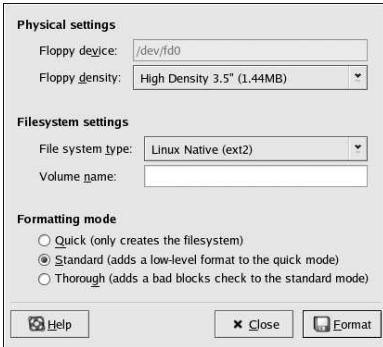 Physical settings
Floppy device: /dev/fd0
Floppy density: High Density 3.5" (1.44MB)
Filesystem settings
File system type: Linux Native (ext2)
Volume name:
Formatting mode
Quick (only creates the filesystem)
Standard (adds a low-level format to the quick mode)
Thorough (adds a bad blocks check to the standard mode)
Help Close Format